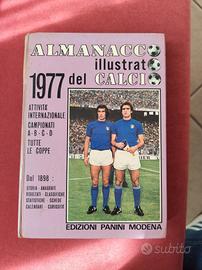 ALMANACCO
illustrato
1977 del CALCIO
ATTIVITÀ
INTERNAZIONALE
CAMPIONATI
A-B-C-D
TUTTE
LE COPPE
Dal 1898:
STORIA - ANAGRAFE
RISULTATI - CLASSIFICHE
STATISTICHE - SCHEDE
CALENDARI - CURIOSITÀ
EDIZIONI PANINI MODENA
subito